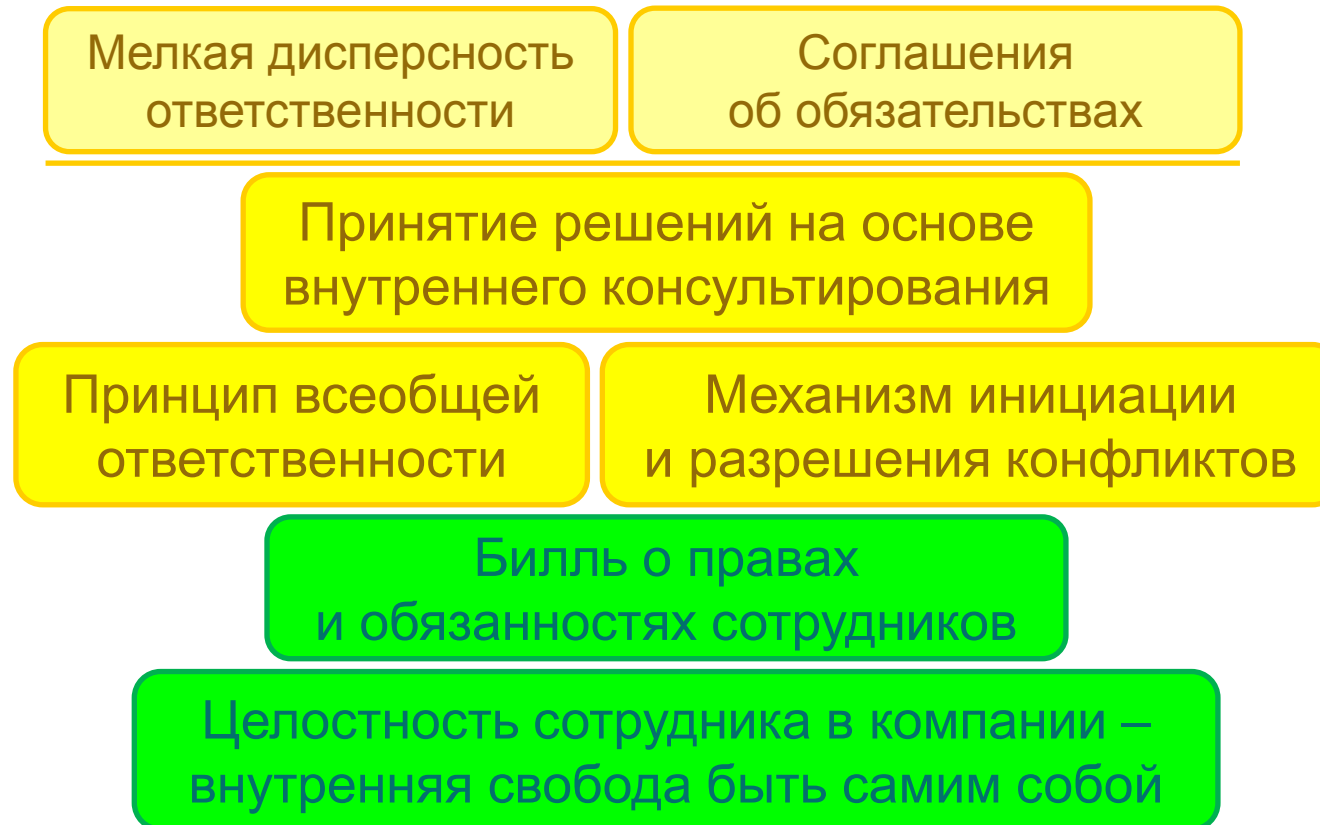 Мелкая дисперсность
ответственности
Соглашения
об обязательствах
Принятие решений на основе
внутреннего консультирования
Принцип всеобщей
ответственности
Механизм инициации
и разрешения конфликтов
Билль о правах
и обязанностях сотрудников
Целостность сотрудника в компании –
внутренняя свобода быть самим собой